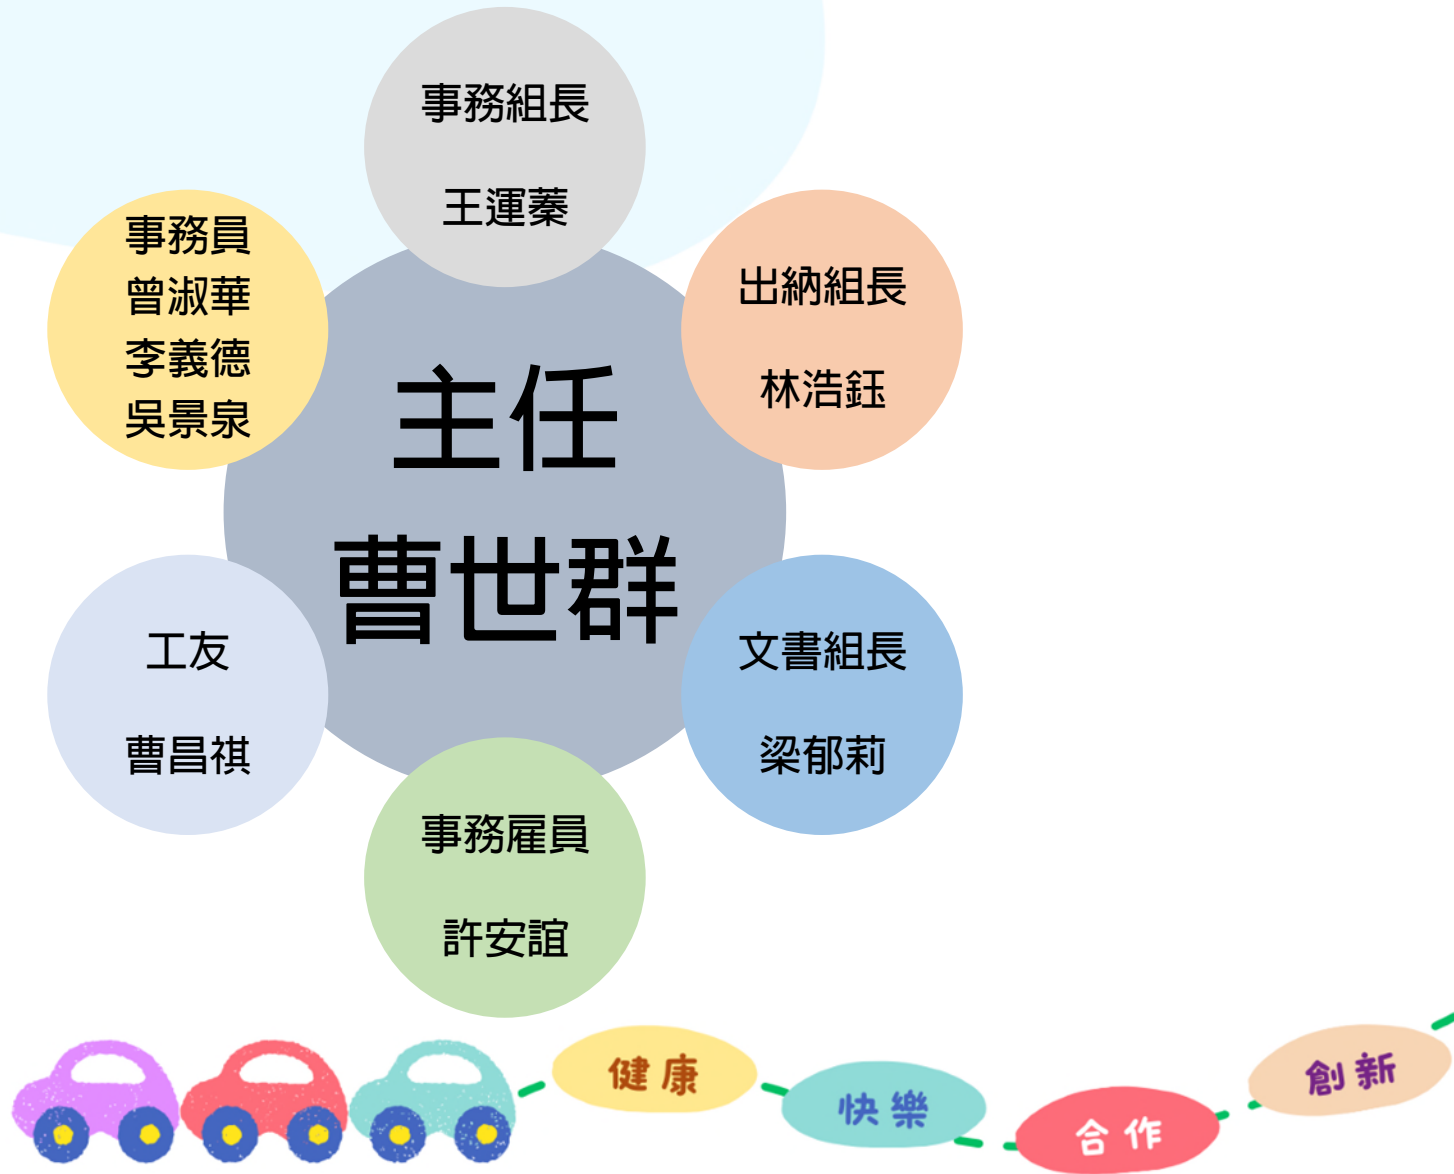 事務組長
王運蓁
事務員
曾淑華
李義德
吳景泉
出納組長
林浩鈺
主任
曹世群
工友
曹昌祺
文書組長
梁郁莉
事務雇員
許安誼
健康
快樂
合作
創新